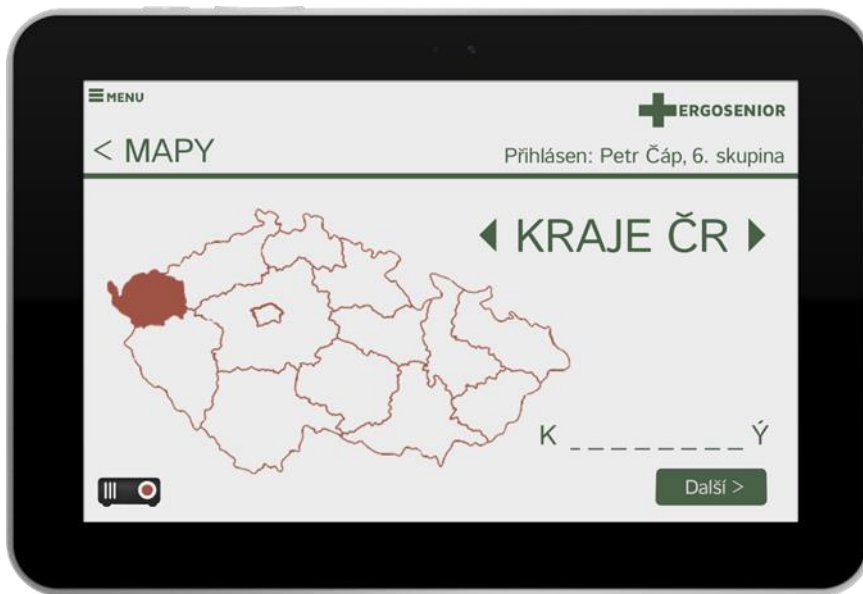 MENU
ERGOSENIOR
< MAPY
Přihlásen: Petr Čáp, 6. skupina
KRAJE ČR
K _ _ _ _ _ _ _ Ý
Další >